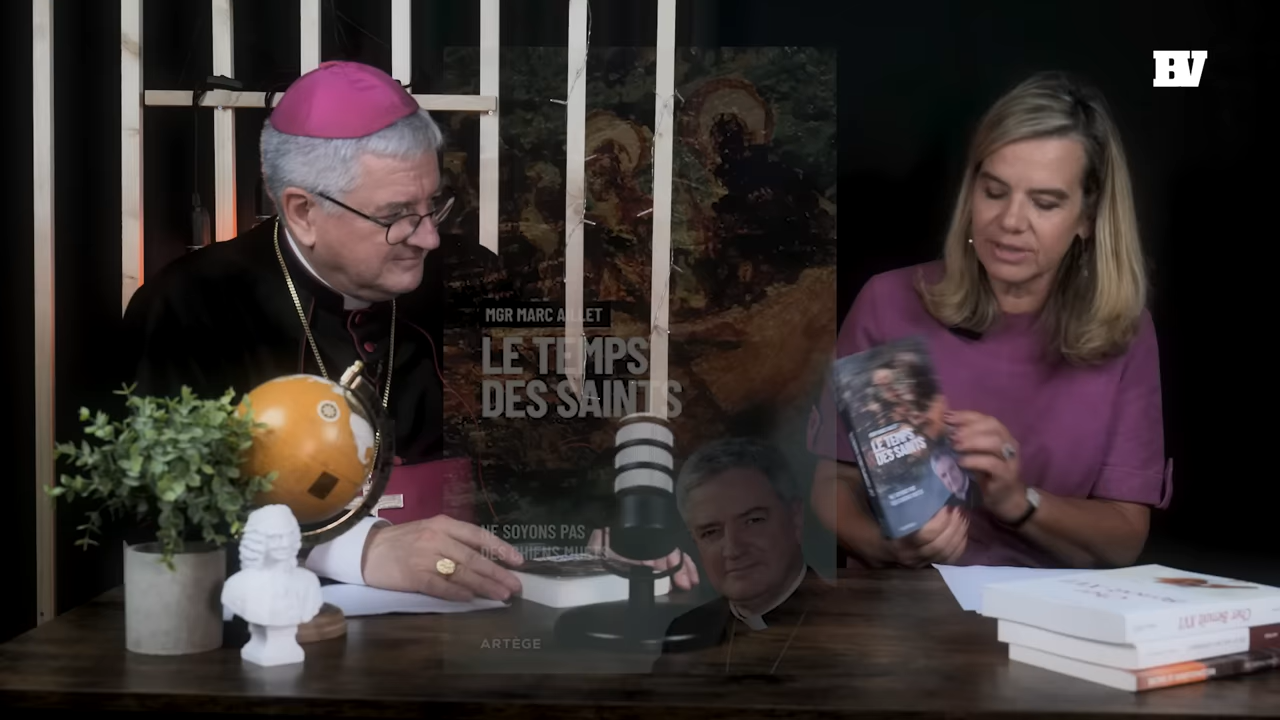 BV
MGR MARC AILLET
LE TEMPS
DES SAINTS
NE SOYONS PAS
DES CHIENS MUETS
ARTÈGE
LE TEMPS
DES SAINTS
Cher Benoît XVI